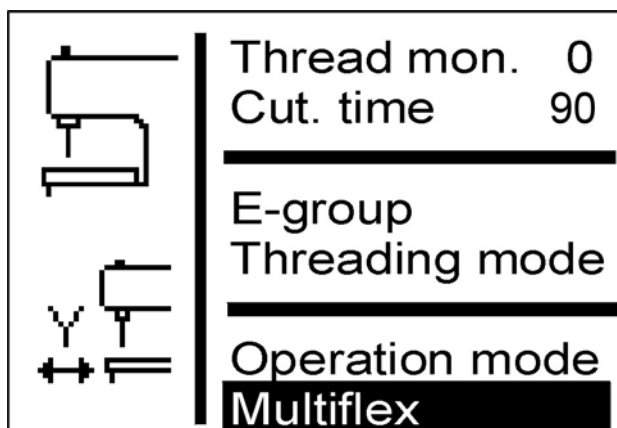 Thread mon. 0
Cut. time 90
E-group
Threading mode
Operation mode
Multiflex